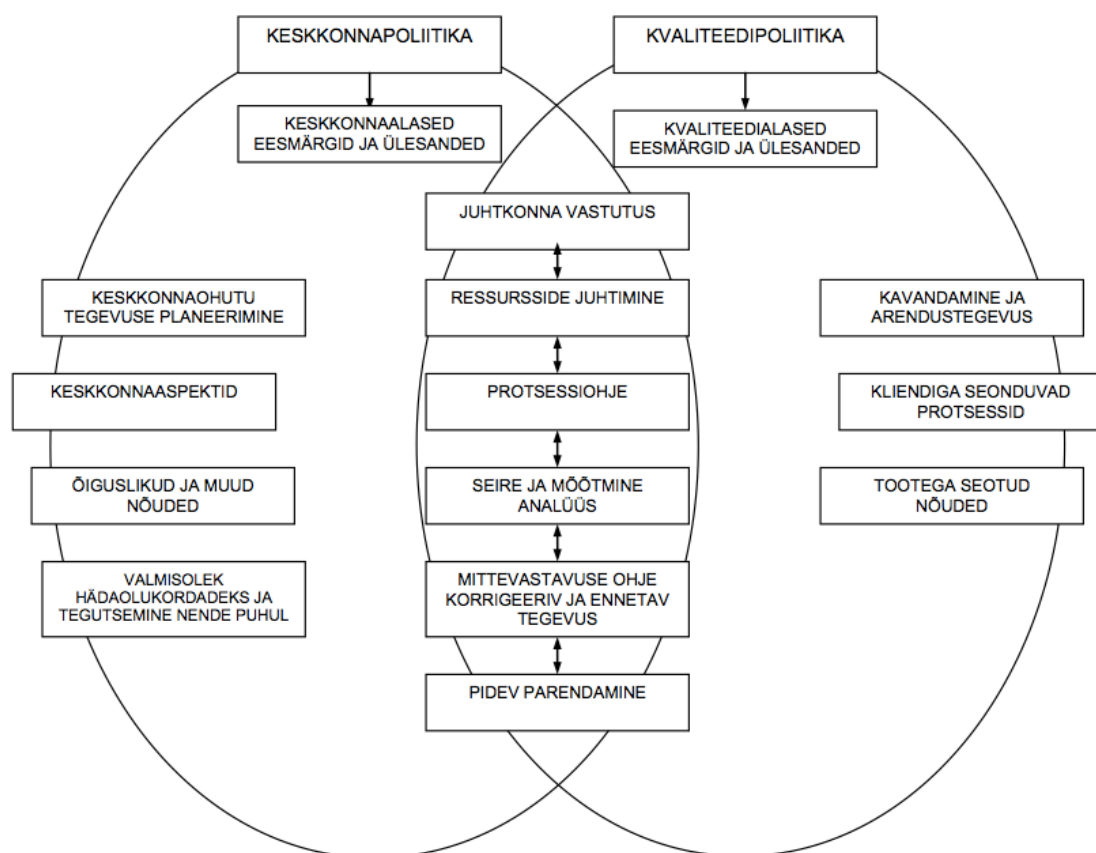 KESKKONNAPOLIITIKA
KVALITEEDIPOLIITIKA
KESKKONNAALASED
EESMÄRGID JA ÜLESANDED
KVALITEEDIALASED
EESMÄRGID JA ÜLESANDED
JUHTKONNA VASTUTUS
KESKKONNAOHUTU
TEGEVUSE PLANEERIMINE
RESSURSSIDE JUHTIMINE
KAVANDAMINE JA
ARENDUSTEGEVUS
KESKKONNAASPEKTID
PROTSESSIOHJE
KLIENDIGA SEONDUVAD
PROTSESSID
ÕIGUSLIKUD JA MUUD
NÕUDED
SEIRE JA MÕÕTMINE
ANALÜÜS
TOOTEGA SEOTUD
NÕUDED
VALMISOLEK
HÄDAOLUKORDADEKS JA
TEGUTSEMINE NENDE PUHUL
MITTEVASTAVUSE OHJE
KORRIGEERIV JA ENNETAV
TEGEVUS
PIDEV PARENDAMINE